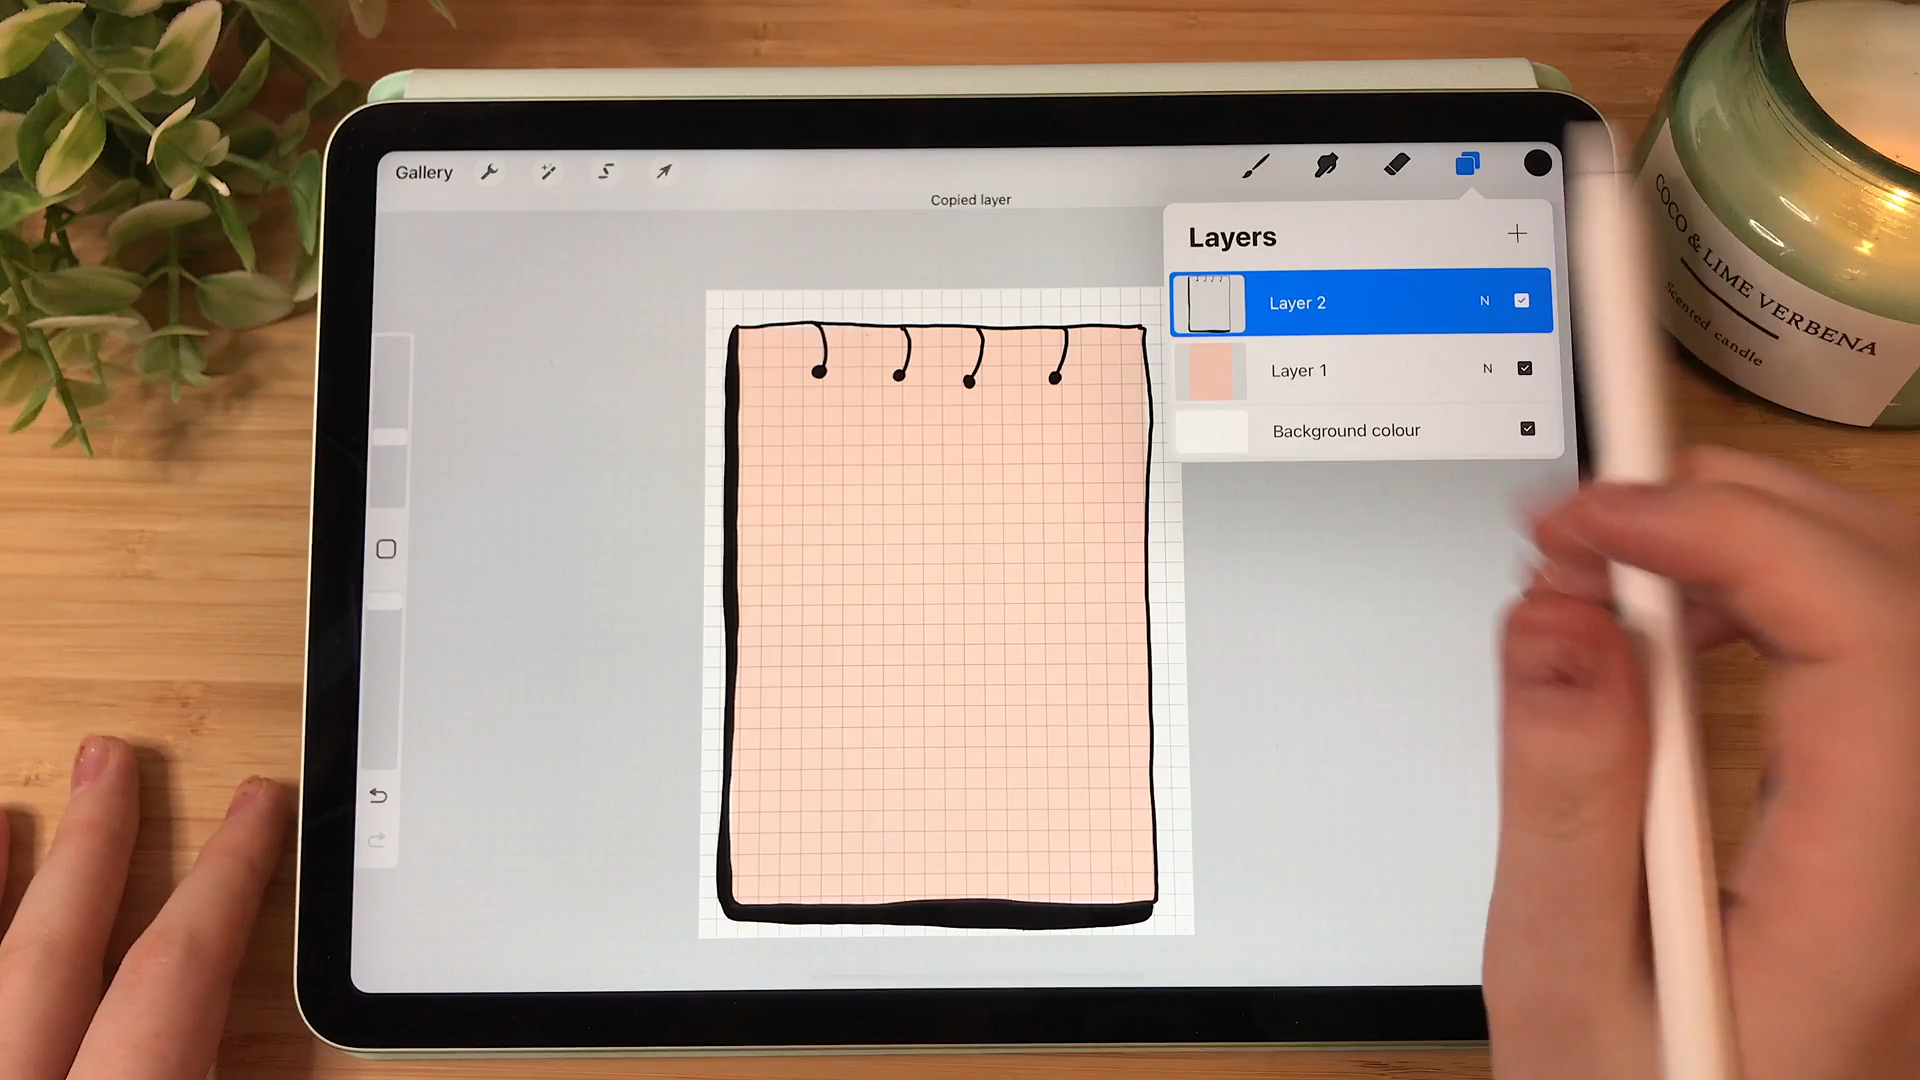 Gallery
Copied layer
Layers
Layer 2 N
Layer 1 N
Background colour
COCO & LIME VERBENA
Scented candle